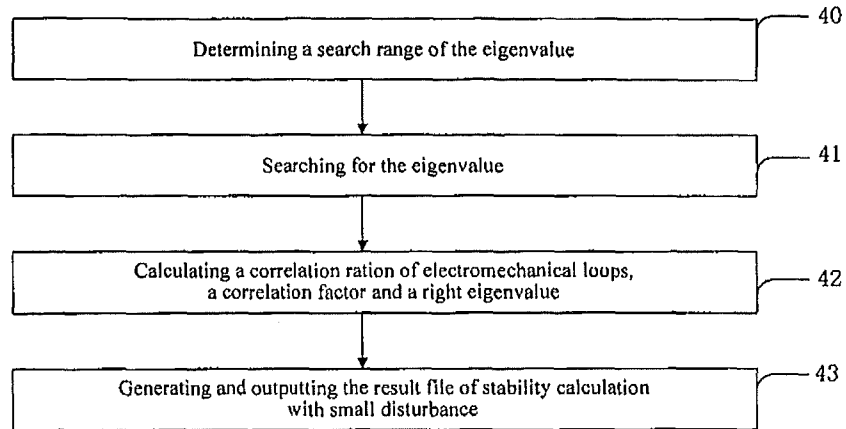 40
Determining a search range of the eigenvalue
41
Searching for the eigenvalue
42
Calculating a correlation ration of electromechanical loops,
a correlation factor and a right eigenvalue
43
Generating and outputting the result file of stability calculation
with small disturbance